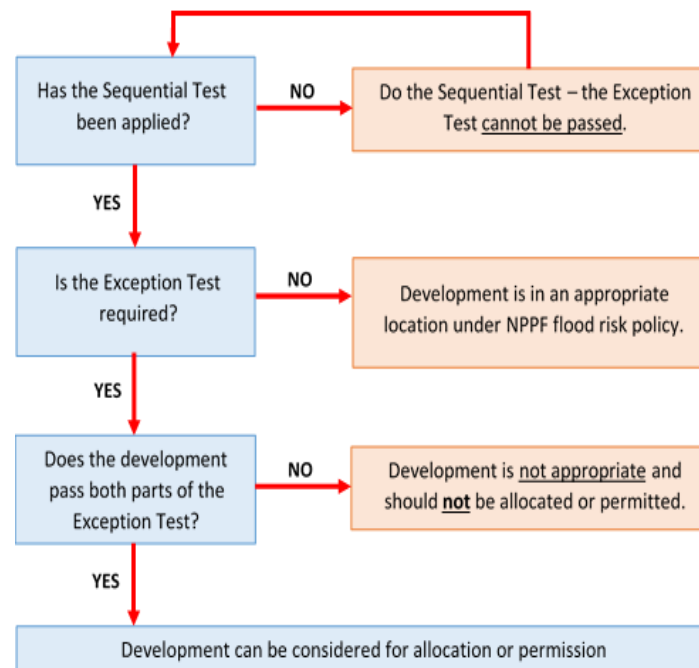 Has the Sequential Test
been applied?
NO
Do the Sequential Test – the Exception
Test cannot be passed.
YES
Is the Exception Test
required?
NO
Development is in an appropriate
location under NPPF flood risk policy.
YES
Does the development
pass both parts of the
Exception Test?
NO
Development is not appropriate and
should not be allocated or permitted.
YES
Development can be considered for allocation or permission